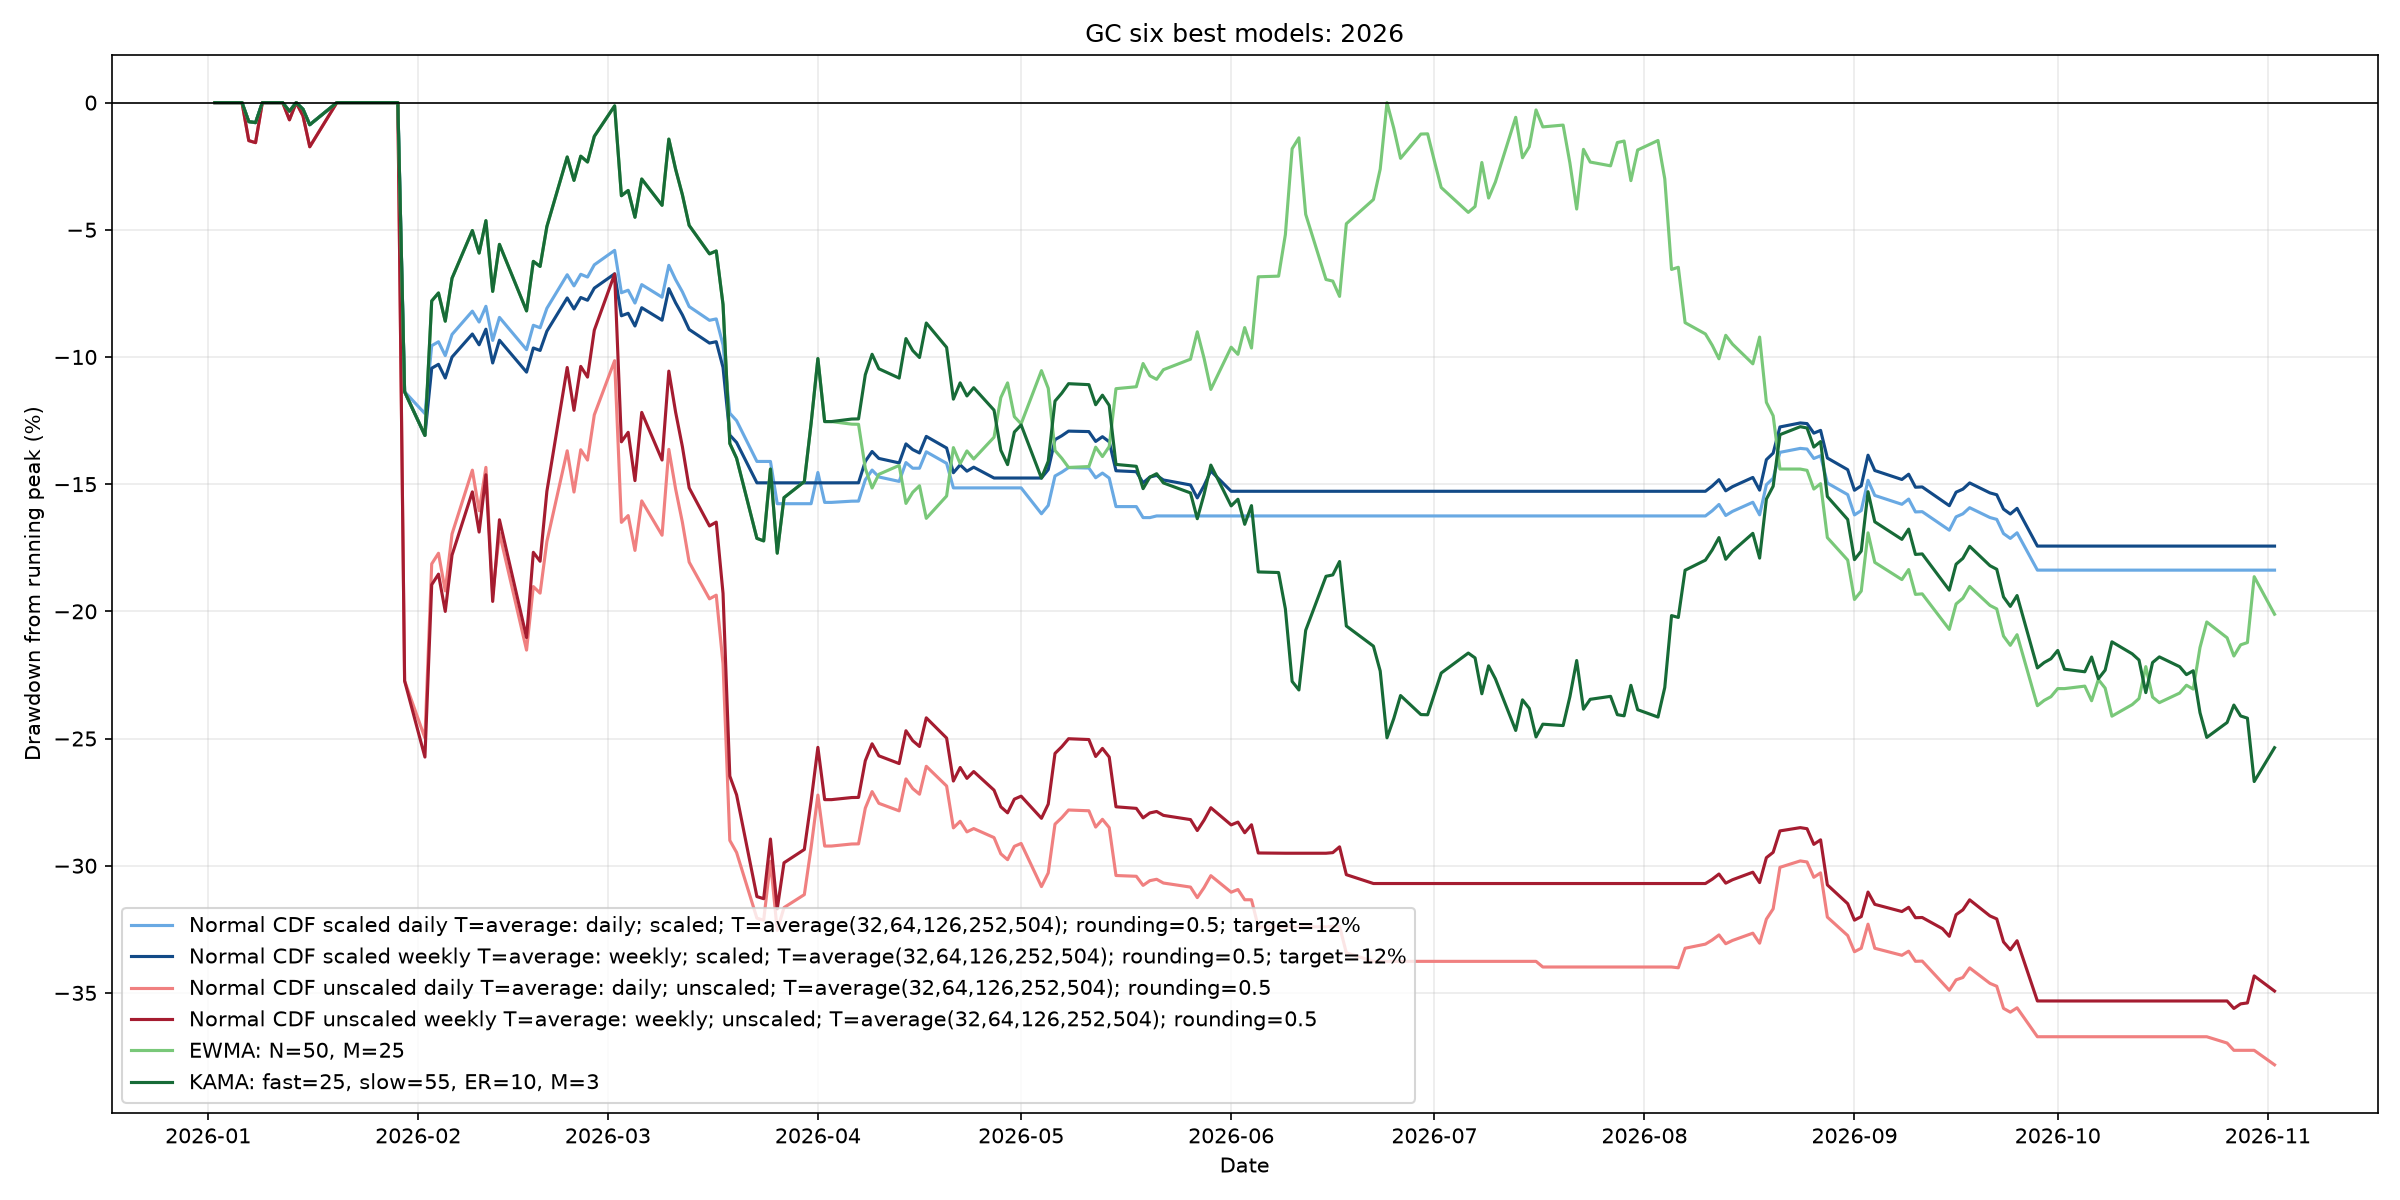 GC six best models: 2026
Drawdown from running peak (%)
0
−5
−10
−15
−20
−25
−30
−35
Normal CDF scaled daily T=average: daily; scaled; T=average(32,64,126,252,504); rounding=0.5; target=12%
Normal CDF scaled weekly T=average: weekly; scaled; T=average(32,64,126,252,504); rounding=0.5; target=12%
Normal CDF unscaled daily T=average: daily; unscaled; T=average(32,64,126,252,504); rounding=0.5
Normal CDF unscaled weekly T=average: weekly; unscaled; T=average(32,64,126,252,504); rounding=0.5
EWMA: N=50, M=25
KAMA: fast=25, slow=55, ER=10, M=3
2026-01 2026-02 2026-03 2026-04 2026-05 2026-06 2026-07 2026-08 2026-09 2026-10 2026-11
Date